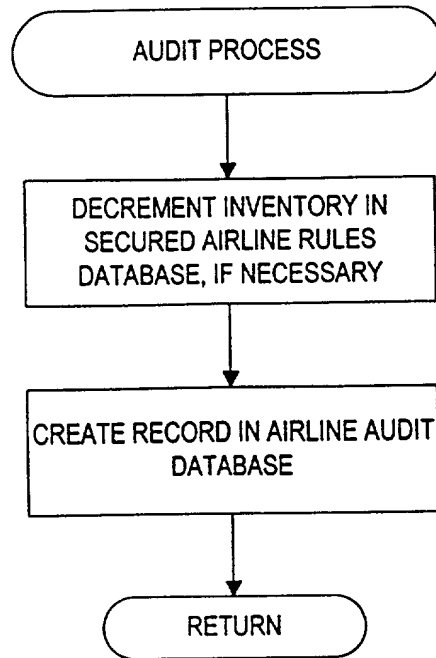 AUDIT PROCESS
DECREMENT INVENTORY IN
SECURED AIRLINE RULES
DATABASE, IF NECESSARY
CREATE RECORD IN AIRLINE AUDIT
DATABASE
RETURN